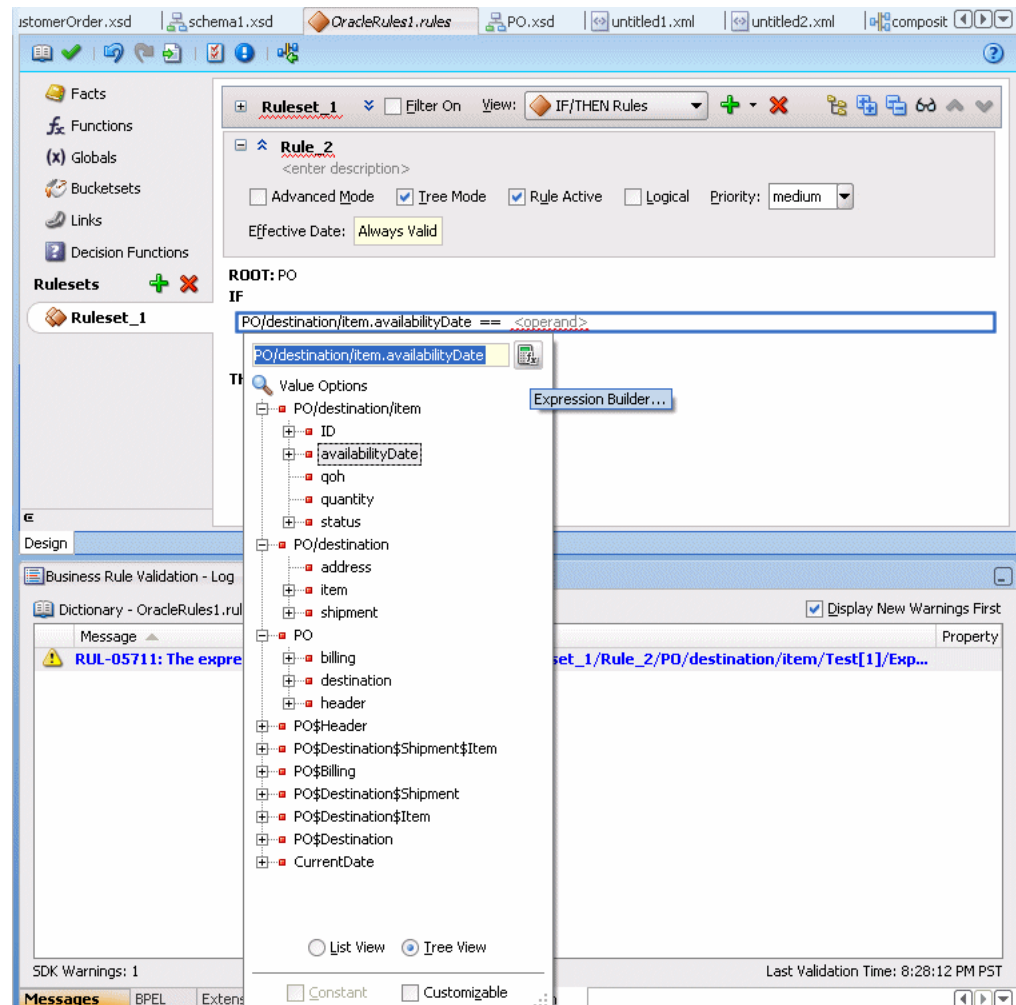 ustomerOrder.xsd schema1.xsd OracleRules1.rules PO.xsd untitled1.xml untitled2.xml composit
Facts
Functions
Globals
Bucketsets
Links
Decision Functions
Rulesets
Ruleset_1
Ruleset_1 Filter On View: IF/THEN Rules
Rule_2
<enter description>
Advanced Mode Tree Mode Rule Active Logical Priority: medium
Effective Date: Always Valid
ROOT: PO
IF
PO/destination/item.availabilityDate == <operand>
TH
PO/destination/item.availabilityDate
Expression Builder...
Value Options
PO/destination/item
ID
availabilityDate
qoh
quantity
status
PO/destination
address
item
shipment
PO
billing
destination
header
PO$Header
PO$Destination$Shipment$Item
PO$Billing
PO$Destination$Shipment
PO$Destination$Item
PO$Destination
CurrentDate
List View Tree View
Constant Customizable
Design
Business Rule Validation - Log
Dictionary - OracleRules1.rul Display New Warnings First
Message Property
RUL-05711: The expre set_1/Rule_2/PO/destination/item/Test[1]/Exp...
SDK Warnings: 1 Last Validation Time: 8:28:12 PM PST
Messages BPEL Extens